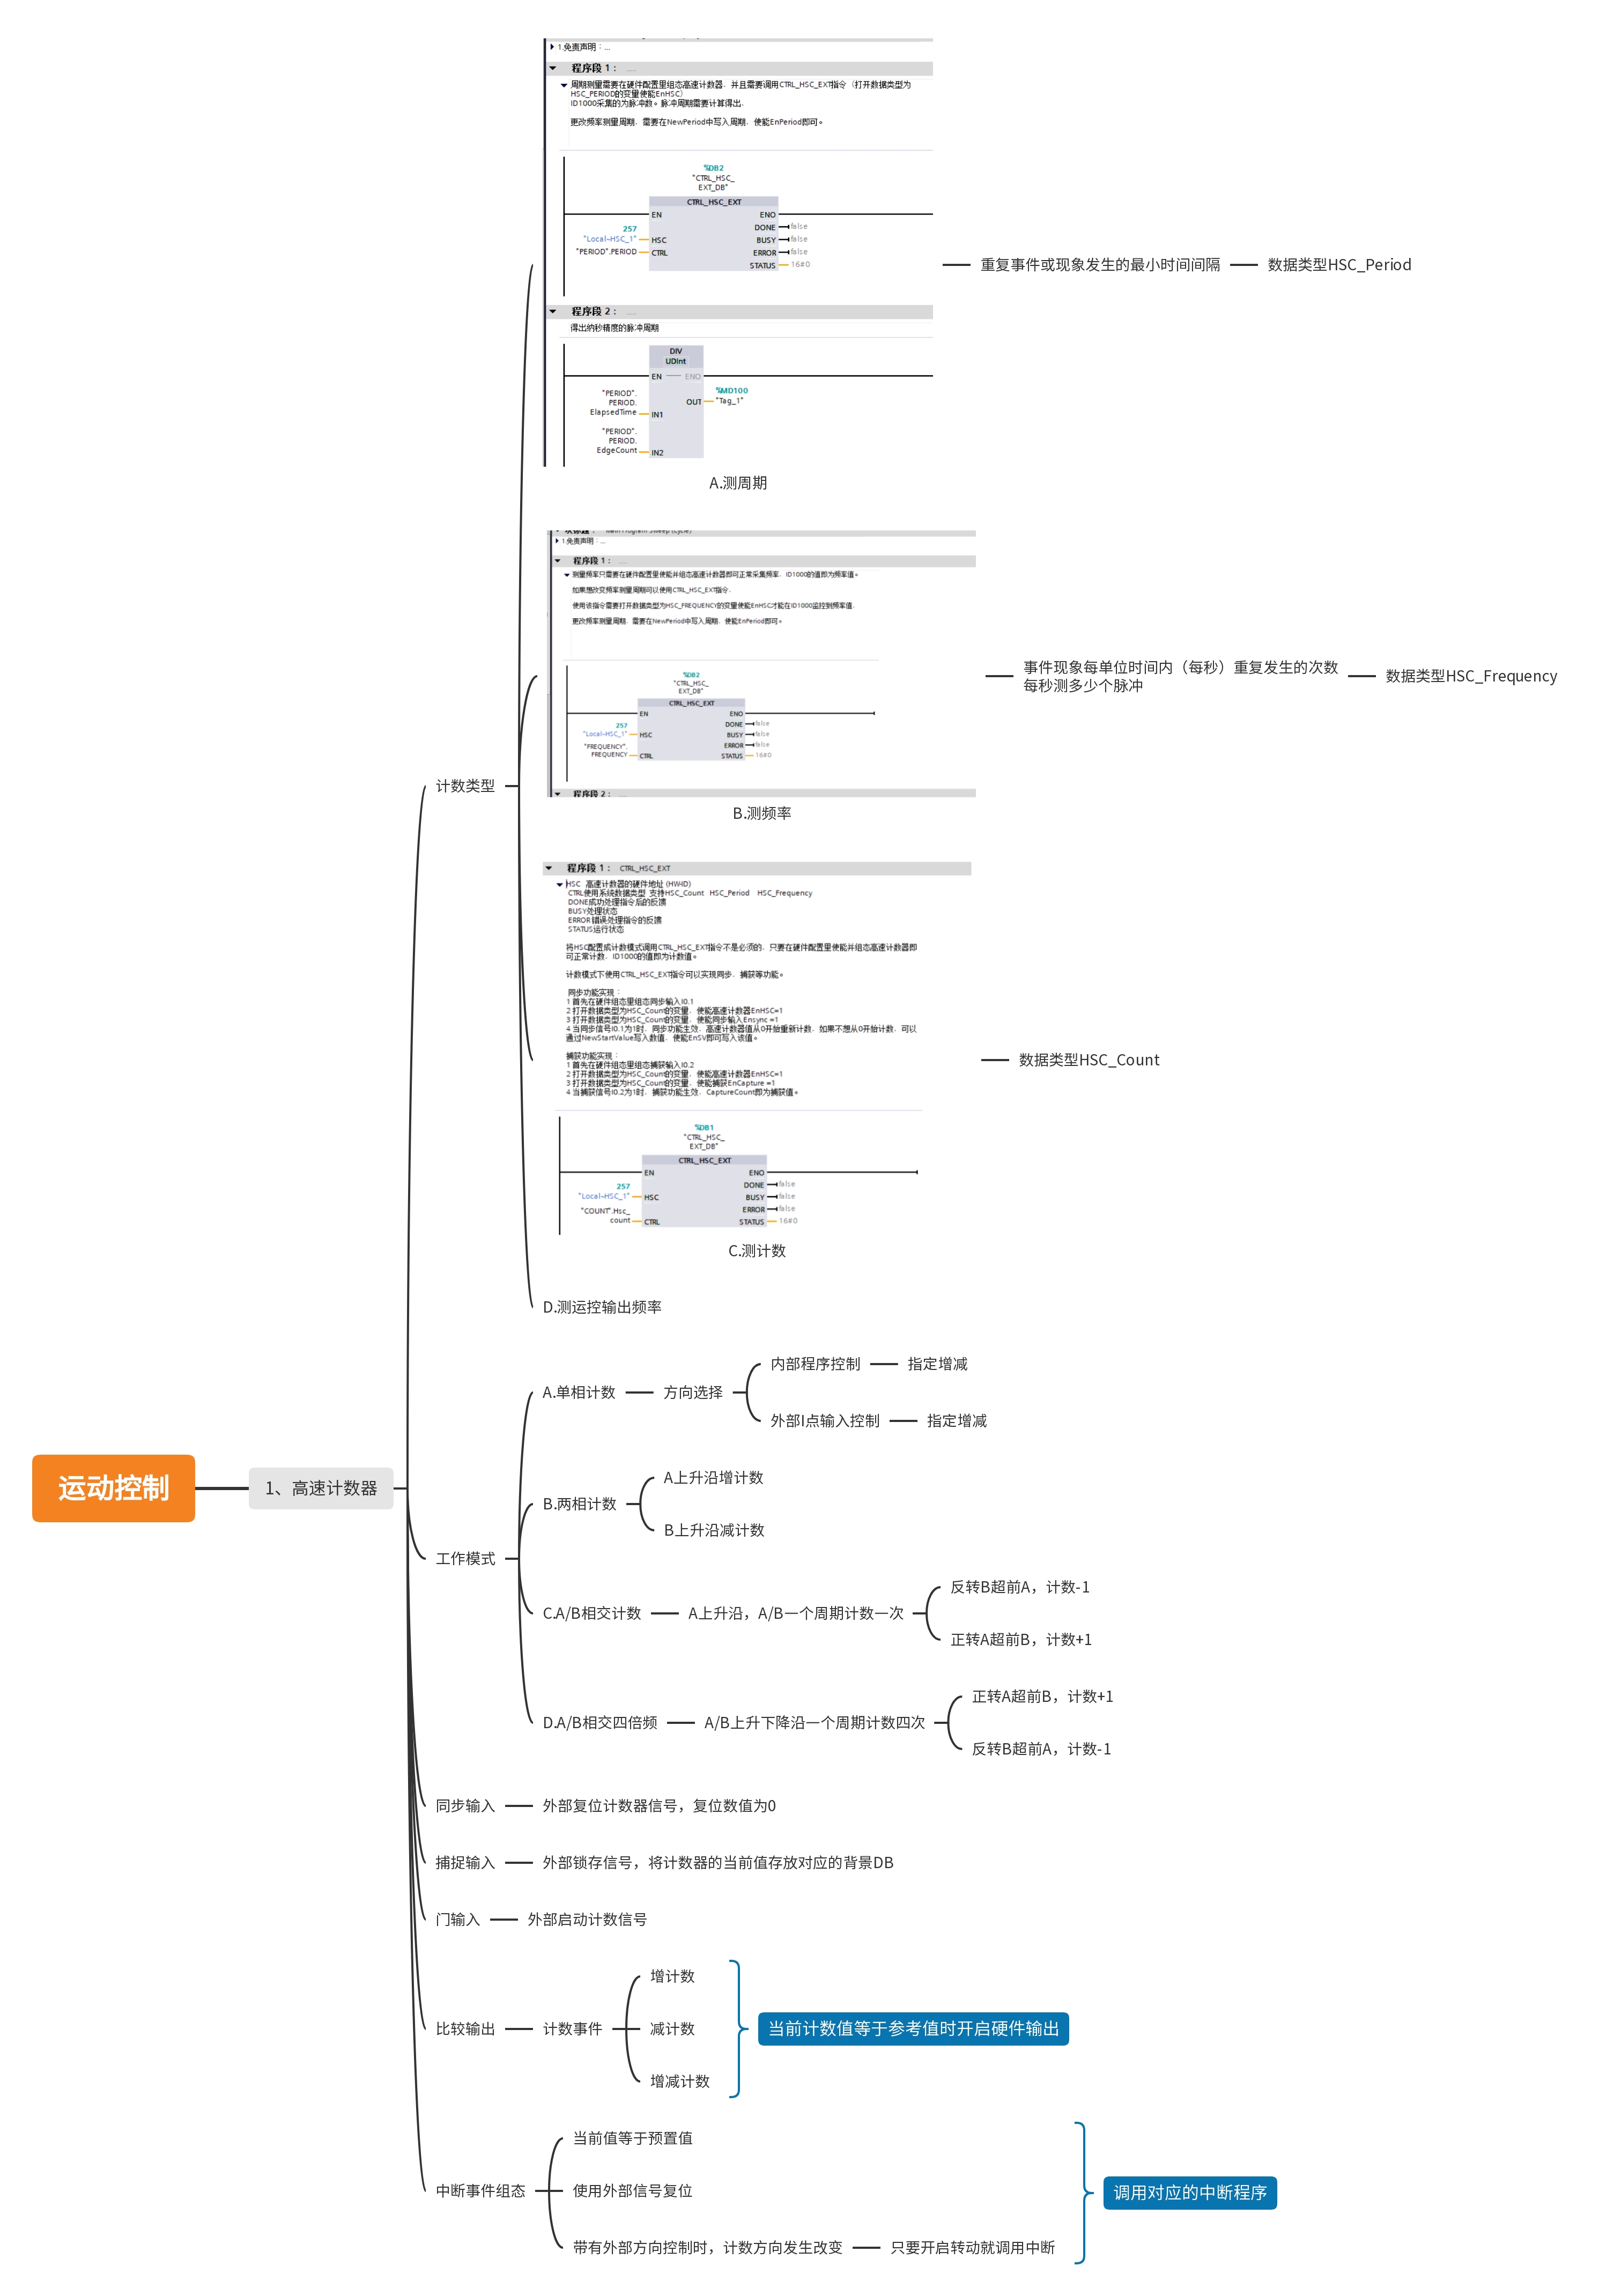 1.免责声明：...
程序段 1： ......
周期测量需要在硬件配置里组态高速计数器，并且需要调用CTRL_HSC_EXT指令（打开数据类型为
HSC_PERIOD的变量使能EnHSC）
ID1000采集的为脉冲数。脉冲周期需要计算得出，
更改频率测量周期，需要在NewPeriod中写入周期，使能EnPeriod即可。
%DB2
"CTRL_HSC_
EXT_DB"
CTRL_HSC_EXT
EN
ENO
DONE
false
257
"Local~HSC_1"
HSC
BUSY
false
"PERIOD".PERIOD
CTRL
ERROR
false
STATUS
16#0
程序段 2： ......
得出纳秒精度的脉冲周期
DIV
UDInt
EN
ENO
"PERIOD".
PERIOD.
ElapsedTime
IN1
%MD100
OUT
"Tag_1"
"PERIOD".
PERIOD.
EdgeCount
IN2
A.测周期
重复事件或现象发生的最小时间间隔
数据类型HSC_Period
Main Program Sweep (Cycle)
1.免责声明：...
程序段 1： ......
测量频率只需要在硬件配置里使能并组态高速计数器即可正常采集频率，ID1000的值即为频率值。
如果想改变频率测量周期可以使用CTRL_HSC_EXT指令，
使用该指令需要打开数据类型为HSC_FREQUENCY的变量使能EnHSC才能在ID1000监控到频率值，
更改频率测量周期，需要在NewPeriod中写入周期，使能EnPeriod即可。
%DB2
"CTRL_HSC_
EXT_DB"
CTRL_HSC_EXT
EN
ENO
DONE
false
257
"Local~HSC_1"
HSC
BUSY
false
"FREQUENCY".
FREQUENCY
CTRL
ERROR
false
STATUS
16#0
程序段 2： ......
B.测频率
事件现象每单位时间内（每秒）重复发生的次数
每秒测多少个脉冲
数据类型HSC_Frequency
程序段 1： CTRL_HSC_EXT
HSC 高速计数器的硬件地址 (HW-ID)
CTRL使用系统数据类型 支持HSC_Count HSC_Period HSC_Frequency
DONE成功处理指令后的反馈
BUSY处理状态
ERROR 错误处理指令的反馈
STATUS运行状态
将HSC配置成计数模式调用CTRL_HSC_EXT指令不是必须的，只要在硬件配置里使能并组态高速计数器即
可正常计数，ID1000的值即为计数值。
计数模式下使用CTRL_HSC_EXT指令可以实现同步，捕获等功能。
同步功能实现：
1 首先在硬件组态里组态同步输入I0.1
2 打开数据类型为HSC_Count的变量，使能高速计数器EnHSC=1
3 打开数据类型为HSC_Count的变量，使能同步输入Ensync =1
4 当同步信号I0.1为1时，同步功能生效，高速计数器值从0开始重新计数，如果不想从0开始计数，可以
通过NewStartValue写入数值，使能EnSV即可写入该值。
捕获功能实现：
1 首先在硬件组态里组态捕获输入I0.2
2 打开数据类型为HSC_Count的变量，使能高速计数器EnHSC=1
3 打开数据类型为HSC_Count的变量，使能捕获EnCapture =1
4 当捕获信号I0.2为1时，捕获功能生效，CaptureCount即为捕获值。
%DB1
"CTRL_HSC_
EXT_DB"
CTRL_HSC_EXT
EN
ENO
DONE
false
257
"Local~HSC_1"
HSC
BUSY
false
"COUNT".Hsc_
count
CTRL
ERROR
false
STATUS
16#0
C.测计数
数据类型HSC_Count
D.测运控输出频率
计数类型
运动控制
1、高速计数器
工作模式
A.单相计数
方向选择
内部程序控制
指定增减
外部I点输入控制
指定增减
B.两相计数
A上升沿增计数
B上升沿减计数
C.A/B相交计数
A上升沿，A/B一个周期计数一次
反转B超前A，计数-1
正转A超前B，计数+1
D.A/B相交四倍频
A/B上升下降沿一个周期计数四次
正转A超前B，计数+1
反转B超前A，计数-1
同步输入
外部复位计数器信号，复位数值为0
捕捉输入
外部锁存信号，将计数器的当前值存放对应的背景DB
门输入
外部启动计数信号
比较输出
计数事件
增计数
减计数
增减计数
当前计数值等于参考值时开启硬件输出
中断事件组态
当前值等于预置值
使用外部信号复位
带有外部方向控制时，计数方向发生改变
只要开启转动就调用中断
调用对应的中断程序